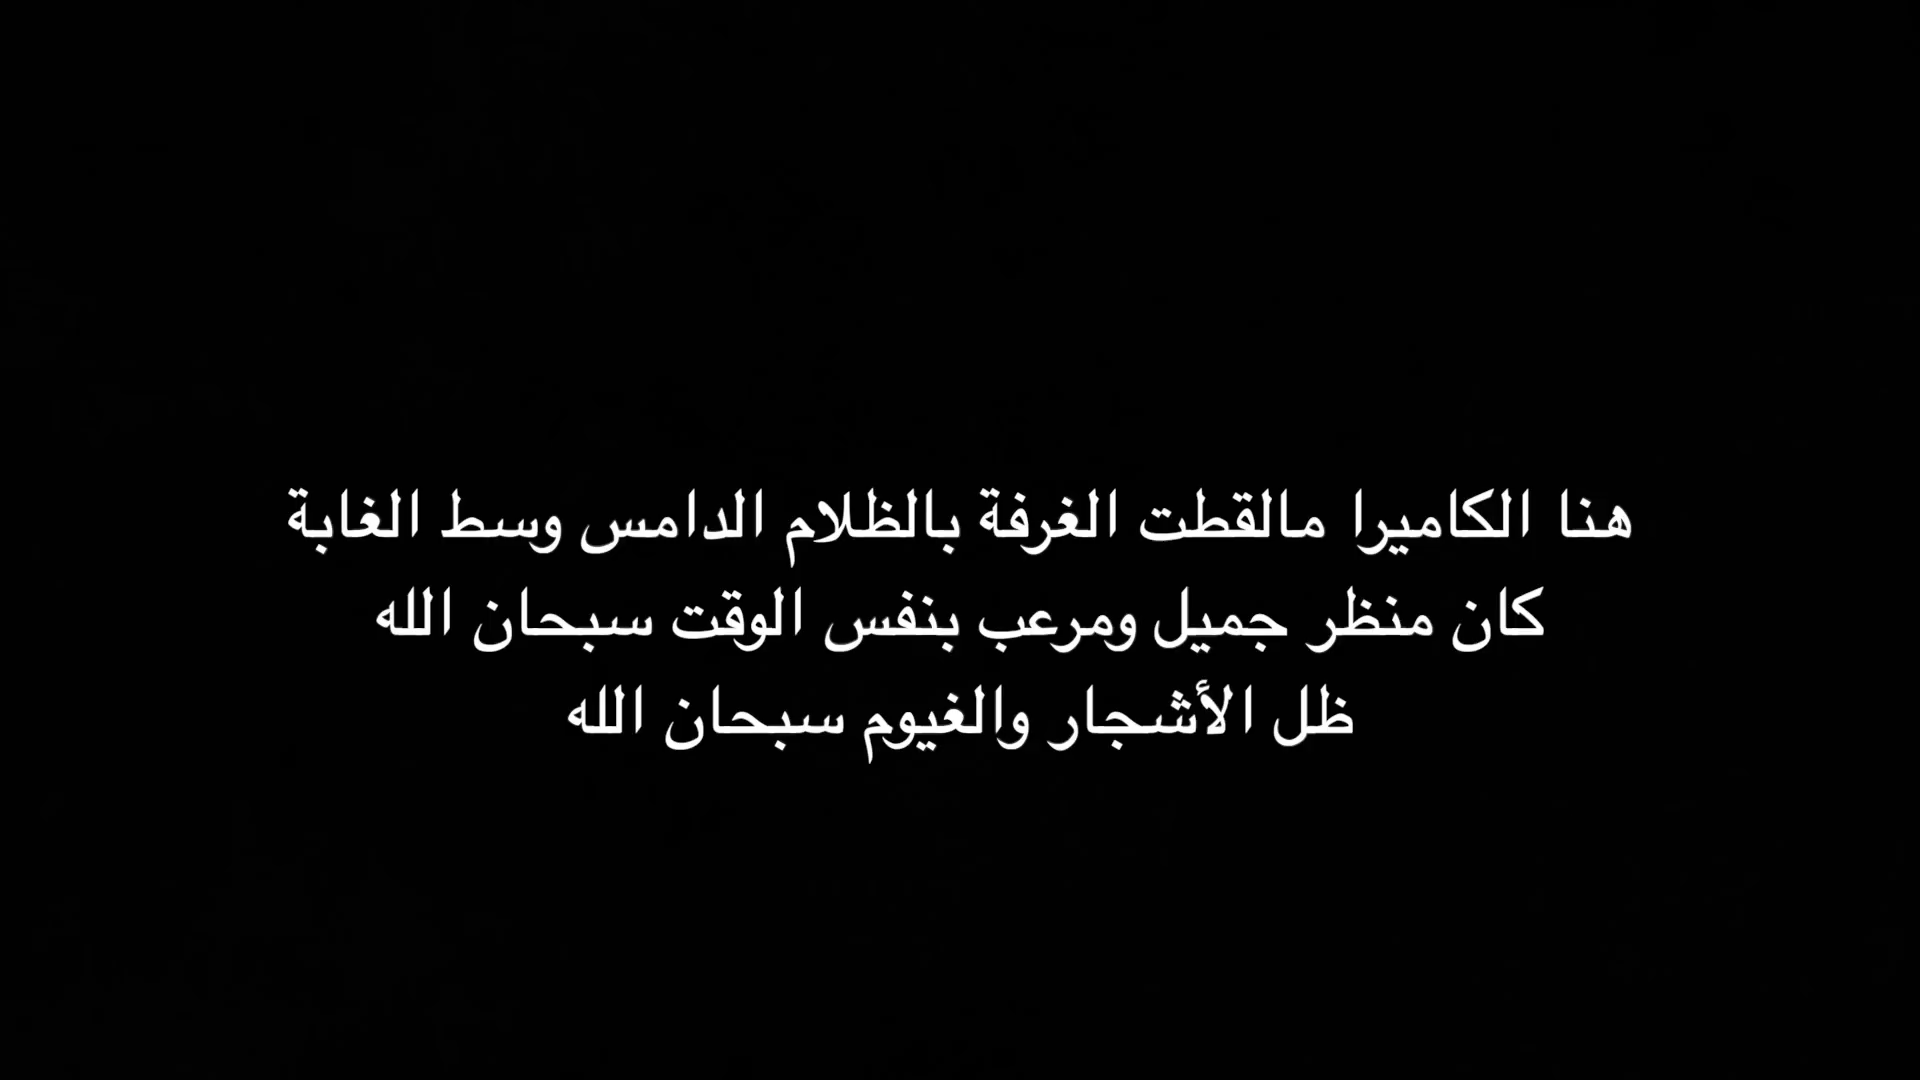 هنا الكاميرا مالقطت الغرفة بالظلام الدامس وسط الغابة
كان منظر جميل ومرعب بنفس الوقت سبحان الله
ظل الأشجار والغيوم سبحان الله